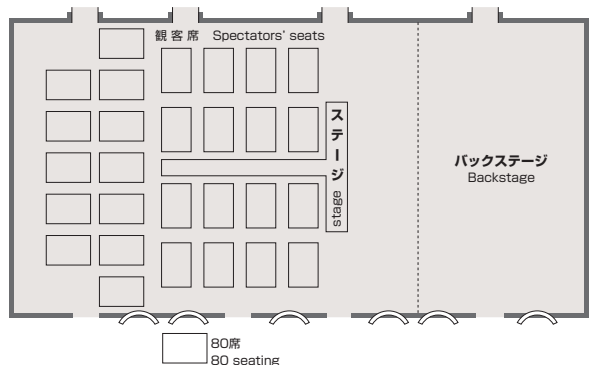 観客席 Spectators’ seats
ステージ stage
バックステージ
Backstage
80席
80 seating